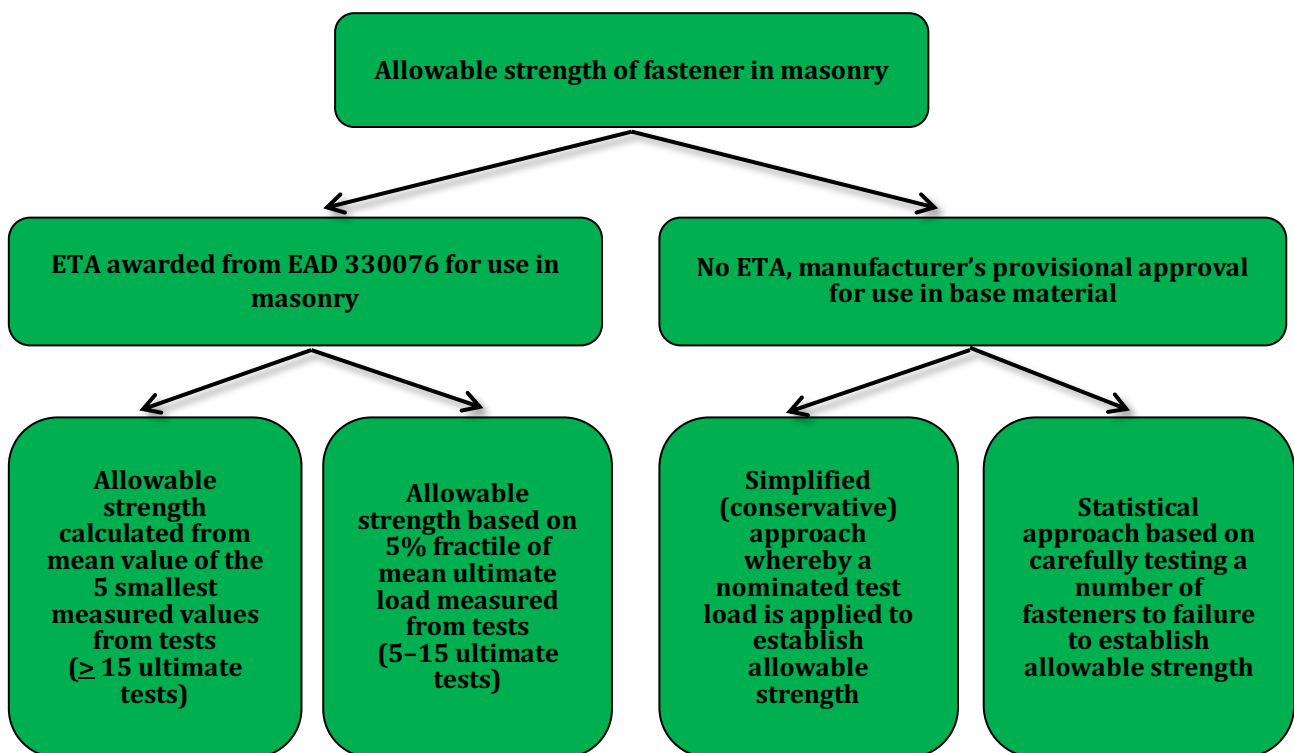 Allowable strength of fastener in masonry
ETA awarded from EAD 330076 for use in
masonry
No ETA, manufacturer’s provisional approval
for use in base material
Allowable
strength
calculated from
mean value of the
5 smallest
measured values
from tests
(≥ 15 ultimate
tests)
Allowable
strength based on
5% fractile of
mean ultimate
load measured
from tests
(5–15 ultimate
tests)
Simplified
(conservative)
approach
whereby a
nominated test
load is applied to
establish
allowable
strength
Statistical
approach based on
carefully testing a
number of
fasteners to failure
to establish
allowable strength